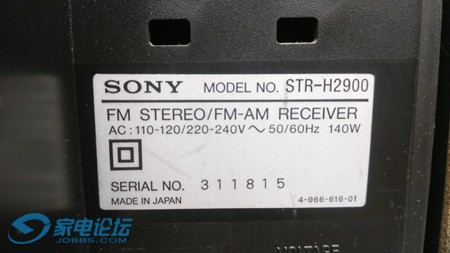 SONY MODEL NO. STR-H2900
FM STEREO/FM-AM RECEIVER
AC: 110-120/220-240V ～ 50/60Hz 140W
SERIAL NO. 311815
MADE IN JAPAN 4-966-616-01
家电论坛
JDBBS.COM
VOLTAGE